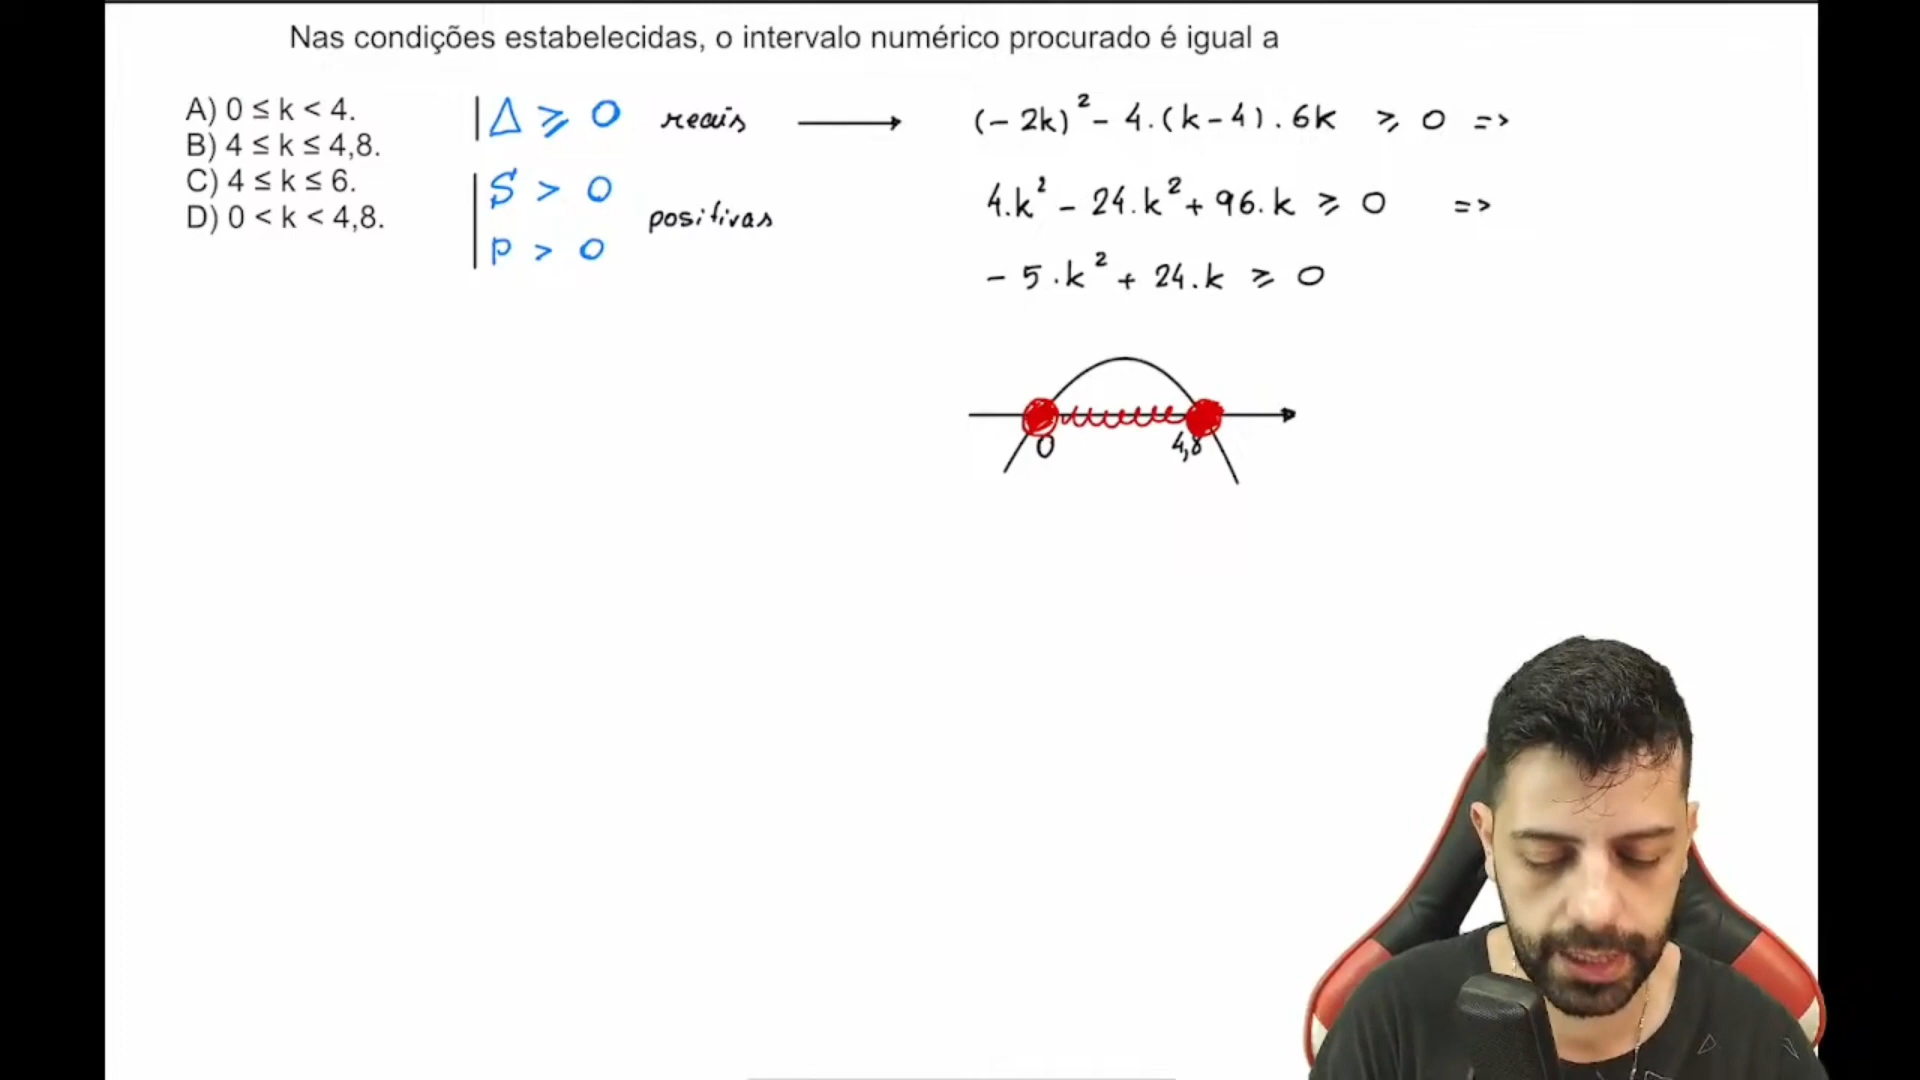 Nas condições estabelecidas, o intervalo numérico procurado é igual a
A) 0 ≤ k < 4.
B) 4 ≤ k ≤ 4,8.
C) 4 ≤ k ≤ 6.
D) 0 < k < 4,8.
Δ ⩾ 0 reais ⟶
S > 0
positivas
P > 0
(-2k)² - 4.(k-4).6k ⩾ 0 =>
4.k² - 24.k² + 96.k ⩾ 0 =>
-5.k² + 24.k ⩾ 0
0 4,8